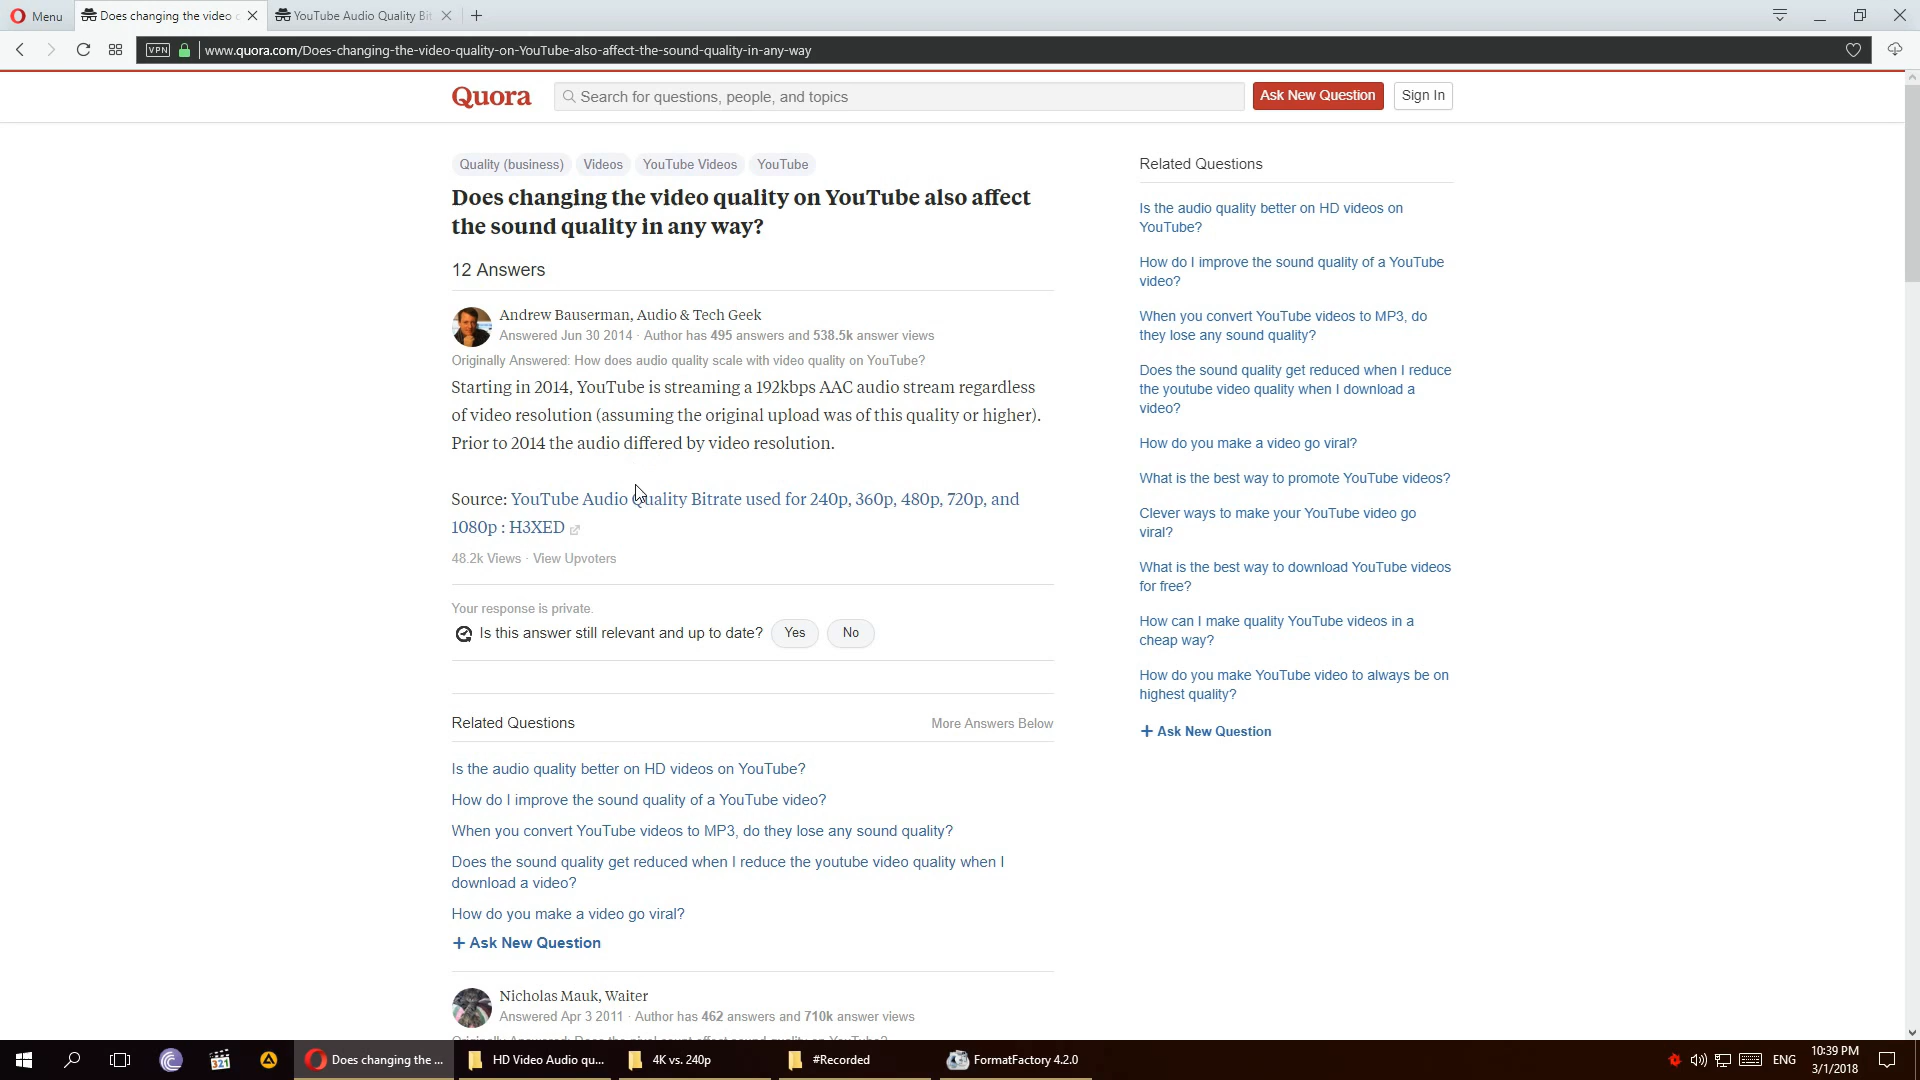 Menu
Does changing the video
YouTube Audio Quality Bit
VPN
www.quora.com/Does-changing-the-video-quality-on-YouTube-also-affect-the-sound-quality-in-any-way
Quora
Search for questions, people, and topics
Ask New Question
Sign In
Quality (business)
Videos
YouTube Videos
YouTube
Does changing the video quality on YouTube also affect
the sound quality in any way?
12 Answers
Andrew Bauserman, Audio & Tech Geek
Answered Jun 30 2014 · Author has 495 answers and 538.5k answer views
Originally Answered: How does audio quality scale with video quality on YouTube?
Starting in 2014, YouTube is streaming a 192kbps AAC audio stream regardless
of video resolution (assuming the original upload was of this quality or higher).
Prior to 2014 the audio differed by video resolution.
Source: YouTube Audio Quality Bitrate used for 240p, 360p, 480p, 720p, and
1080p : H3XED
48.2k Views · View Upvoters
Your response is private.
Is this answer still relevant and up to date?
Yes
No
Related Questions
More Answers Below
Is the audio quality better on HD videos on YouTube?
How do I improve the sound quality of a YouTube video?
When you convert YouTube videos to MP3, do they lose any sound quality?
Does the sound quality get reduced when I reduce the youtube video quality when I
download a video?
How do you make a video go viral?
+ Ask New Question
Nicholas Mauk, Waiter
Answered Apr 3 2011 · Author has 462 answers and 710k answer views
Related Questions
Is the audio quality better on HD videos on
YouTube?
How do I improve the sound quality of a YouTube
video?
When you convert YouTube videos to MP3, do
they lose any sound quality?
Does the sound quality get reduced when I reduce
the youtube video quality when I download a
video?
How do you make a video go viral?
What is the best way to promote YouTube videos?
Clever ways to make your YouTube video go
viral?
What is the best way to download YouTube videos
for free?
How can I make quality YouTube videos in a
cheap way?
How do you make YouTube video to always be on
highest quality?
+ Ask New Question
321
Does changing the ...
HD Video Audio qu...
4K vs. 240p
#Recorded
FormatFactory 4.2.0
ENG
10:39 PM
3/1/2018